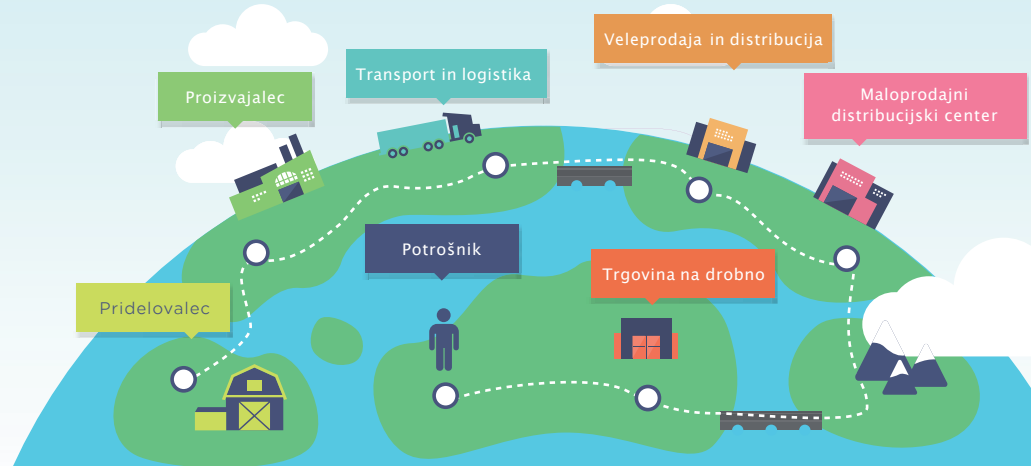 Veleprodaja in distribucija
Transport in logistika
Proizvajalec
Maloprodajni
distribucijski center
Potrošnik
Trgovina na drobno
Pridelovalec